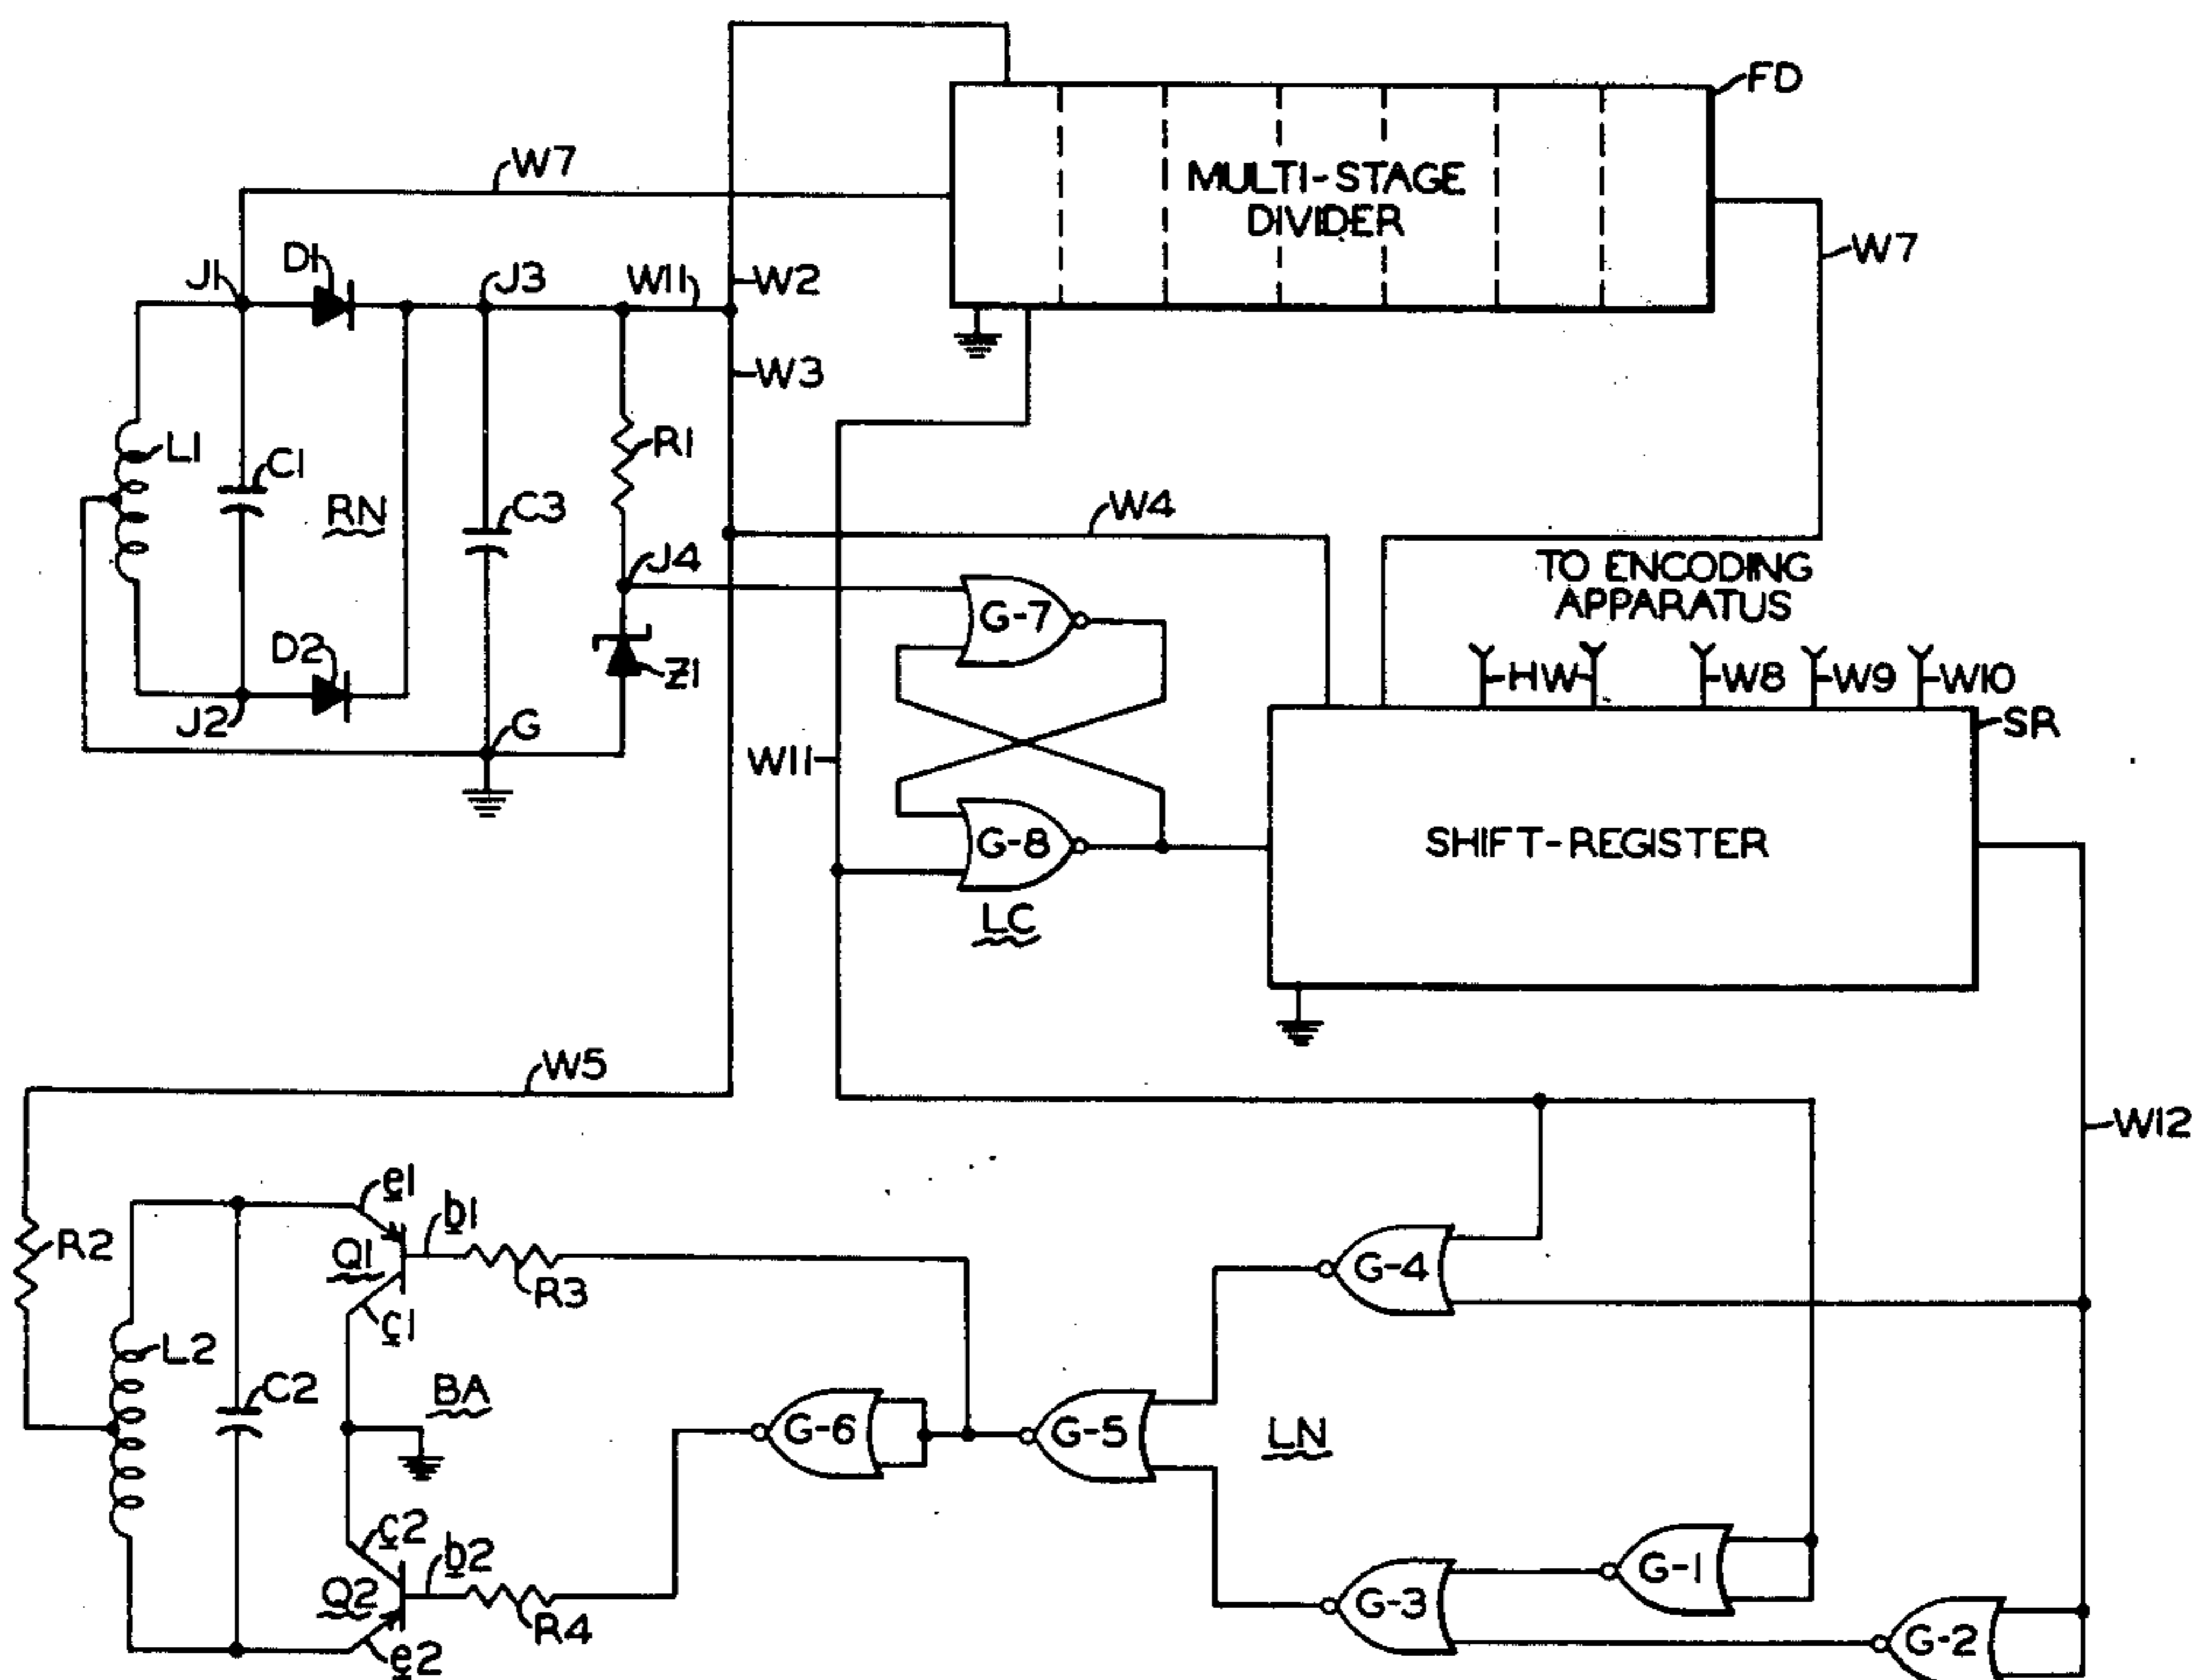 FD
W7
MULTI-STAGE
DIVIDER
W7
J1
D1
J3
W11
W2
W3
L1
C1
RN
C3
R1
W4
J4
TO ENCODING
APPARATUS
G-7
D2
Z1
HW
W8
W9
W10
J2
G
SR
W11
G-8
SHIFT-REGISTER
LC
W5
W12
e1
b1
R2
Q1
R3
G-4
c1
L2
C2
BA
G-6
G-5
LN
c2
b2
Q2
R4
G-3
G-1
G-2
e2